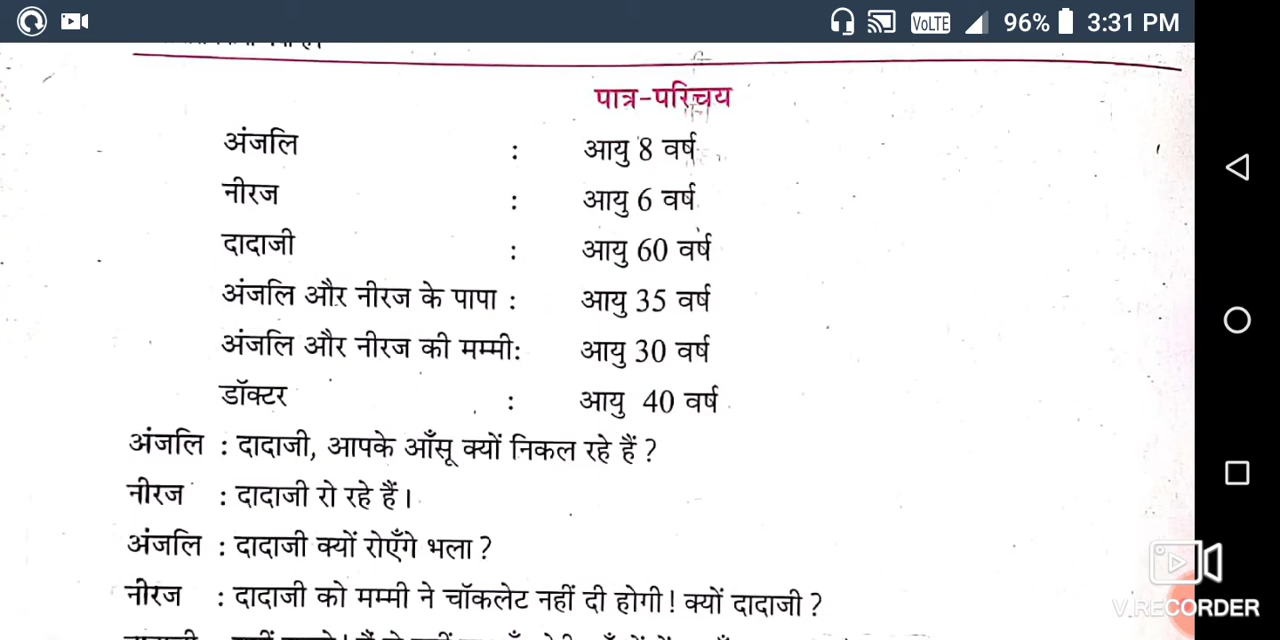 VoLTE 96% 3:31 PM
पात्र-परिचय
अंजलि : आयु 8 वर्ष
नीरज : आयु 6 वर्ष
दादाजी : आयु 60 वर्ष
अंजलि और नीरज के पापा : आयु 35 वर्ष
अंजलि और नीरज की मम्मी: आयु 30 वर्ष
डॉक्टर : आयु 40 वर्ष
अंजलि : दादाजी, आपके आँसू क्यों निकल रहे हैं ?
नीरज : दादाजी रो रहे हैं।
अंजलि : दादाजी क्यों रोएँगे भला ?
नीरज : दादाजी को मम्मी ने चॉकलेट नहीं दी होगी! क्यों दादाजी ?
V.RECORDER